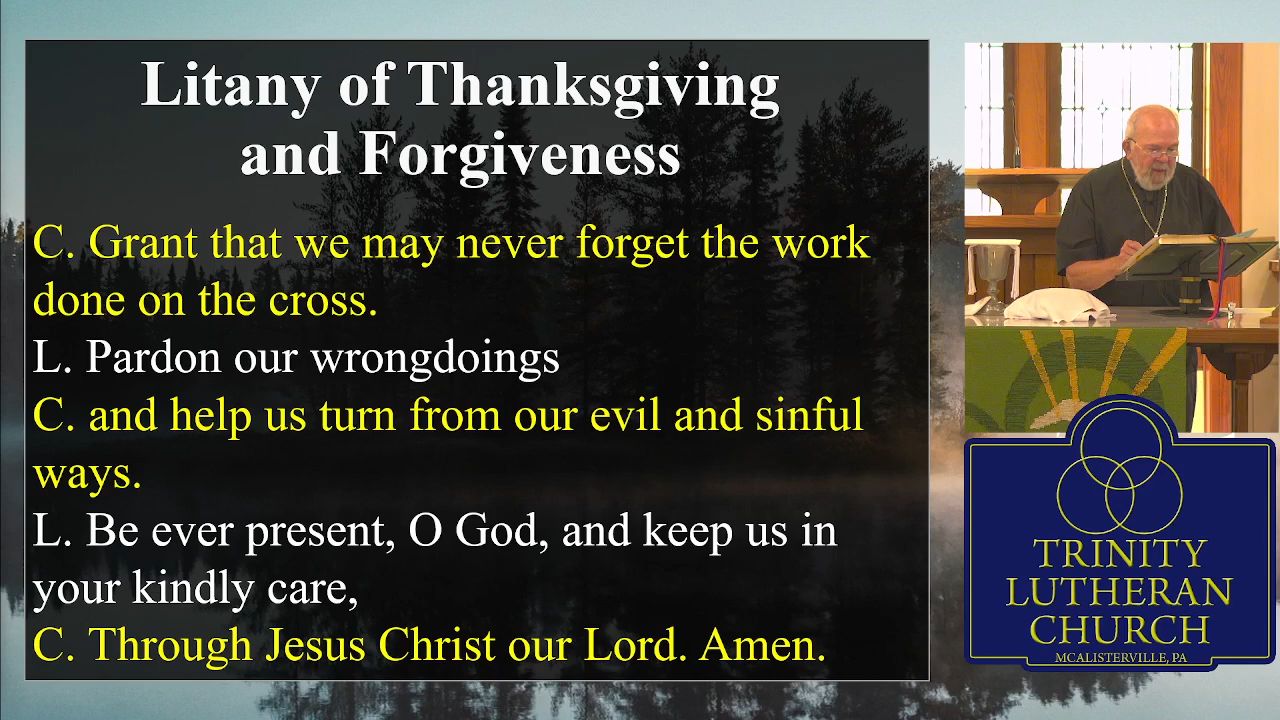 Litany of Thanksgiving
and Forgiveness
C. Grant that we may never forget the work
done on the cross.
L. Pardon our wrongdoings
C. and help us turn from our evil and sinful
ways.
L. Be ever present, O God, and keep us in
your kindly care,
C. Through Jesus Christ our Lord. Amen.
TRINITY
LUTHERAN
CHURCH
MCALISTERVILLE, PA